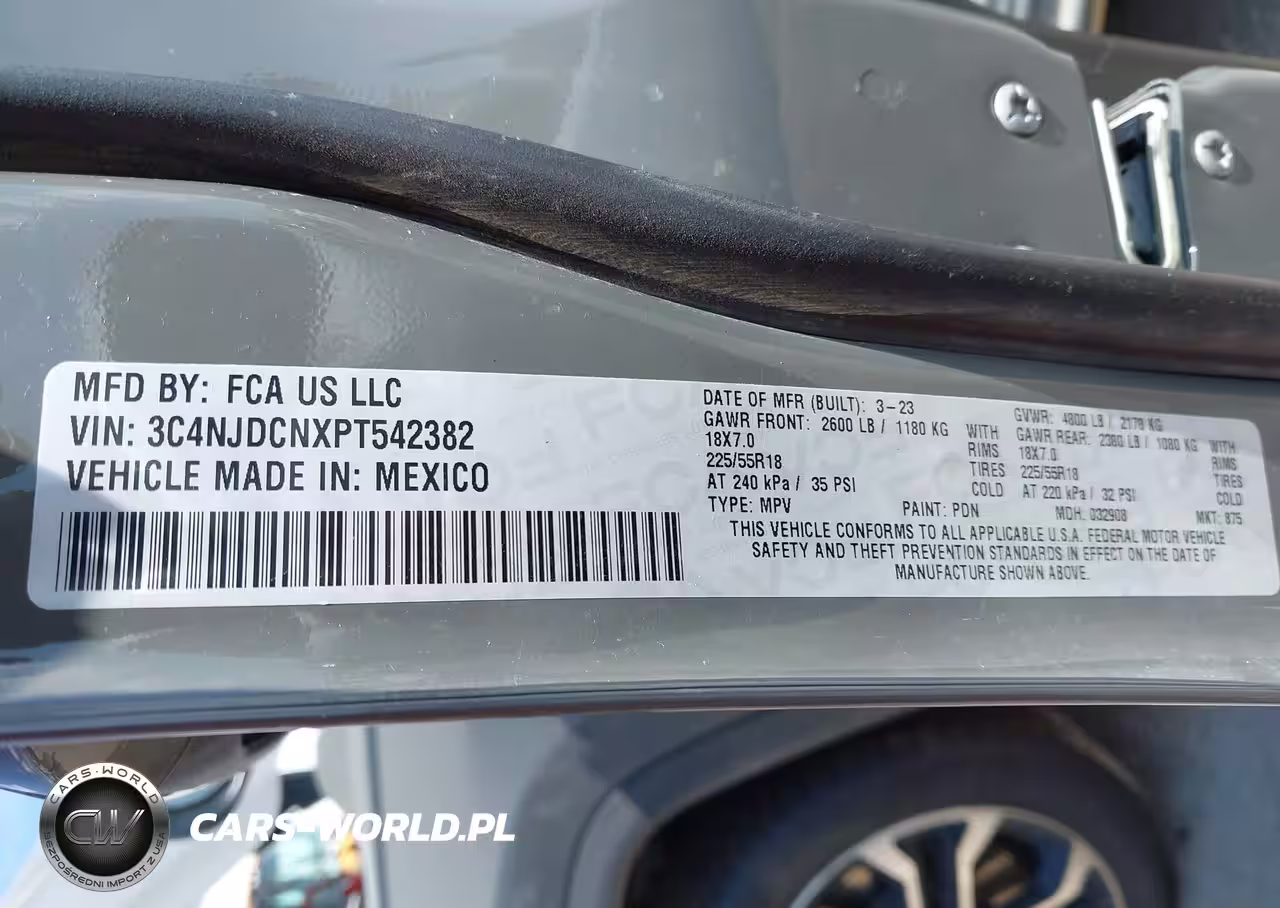 MFD BY: FCA US LLC
VIN: 3C4NJDCNXPT542382
VEHICLE MADE IN: MEXICO
DATE OF MFR (BUILT): 3-23
GAWR FRONT: 2600 LB / 1180 KG WITH
18X7.0 RIMS
225/55R18 TIRES
AT 240 kPa / 35 PSI COLD
GVWR: 4800 LB / 2178 KG
GAWR REAR: 2380 LB / 1080 KG WITH
18X7.0 RIMS
225/55R18 TIRES
AT 220 kPa / 32 PSI COLD
TYPE: MPV PAINT: PDN MDH: 032908 MKT: 875
THIS VEHICLE CONFORMS TO ALL APPLICABLE U.S.A. FEDERAL MOTOR VEHICLE
SAFETY AND THEFT PREVENTION STANDARDS IN EFFECT ON THE DATE OF
MANUFACTURE SHOWN ABOVE.
CARS-WORLD
CW
BEZPOŚREDNI IMPORT Z USA
CARS-WORLD.PL